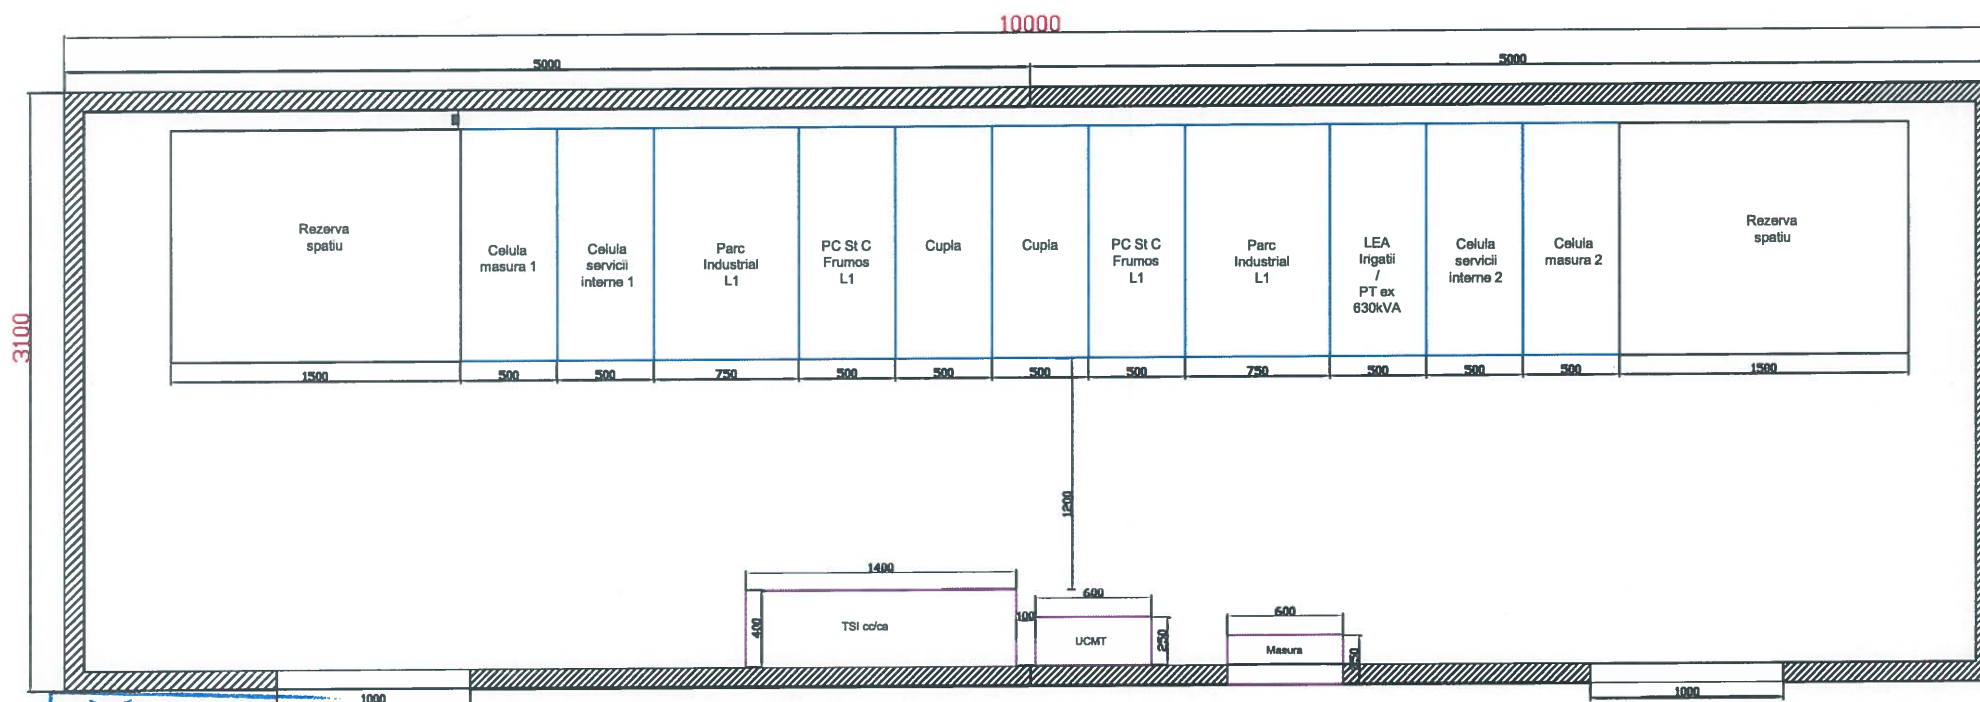 10000
5000
5000
3100
Rezerva
spatiu
Celula
masura 1
Celula
servicii
interne 1
Parc
Industrial
L1
PC St C
Frumos
L1
Cupla
Cupla
PC St C
Frumos
L1
Parc
Industrial
L1
LEA
Irigatii
/
PT ex
630kVA
Celula
servicii
interne 2
Celula
masura 2
Rezerva
spatiu
1500
500
500
750
500
500
500
500
750
500
500
500
1500
1200
1400
400
TSI cc/ca
100
600
UCMT
250
600
Masura
1000
1000